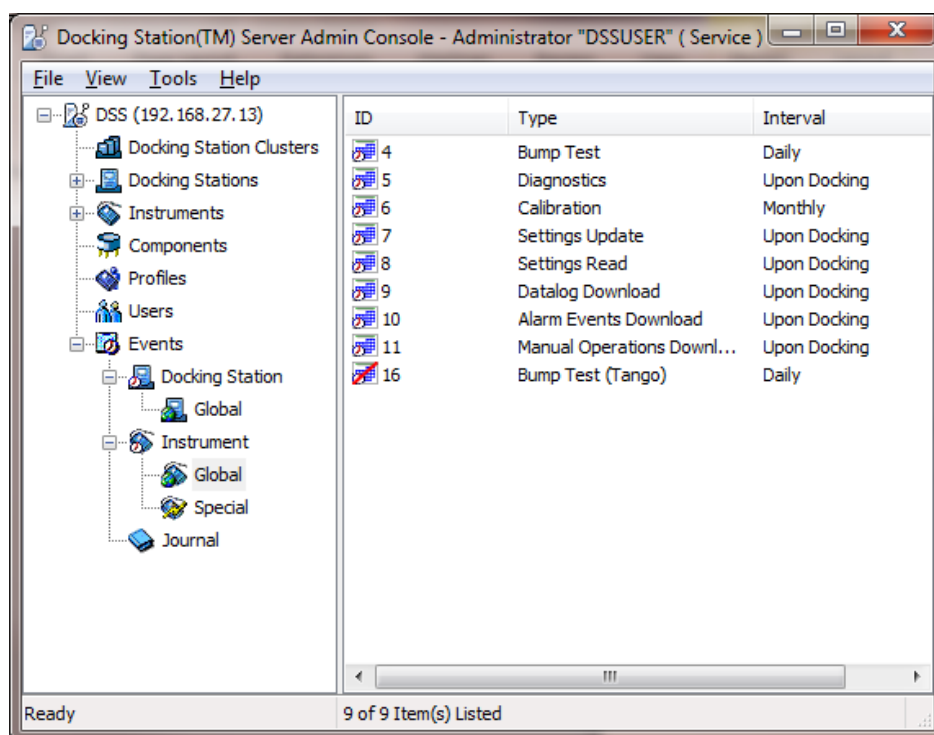 Docking Station(TM) Server Admin Console - Administrator "DSSUSER" ( Service )
File View Tools Help
DSS (192.168.27.13)
Docking Station Clusters
Docking Stations
Instruments
Components
Profiles
Users
Events
Docking Station
Global
Instrument
Global
Special
Journal
ID Type Interval
4 Bump Test Daily
5 Diagnostics Upon Docking
6 Calibration Monthly
7 Settings Update Upon Docking
8 Settings Read Upon Docking
9 Datalog Download Upon Docking
10 Alarm Events Download Upon Docking
11 Manual Operations Downl... Upon Docking
16 Bump Test (Tango) Daily
Ready 9 of 9 Item(s) Listed